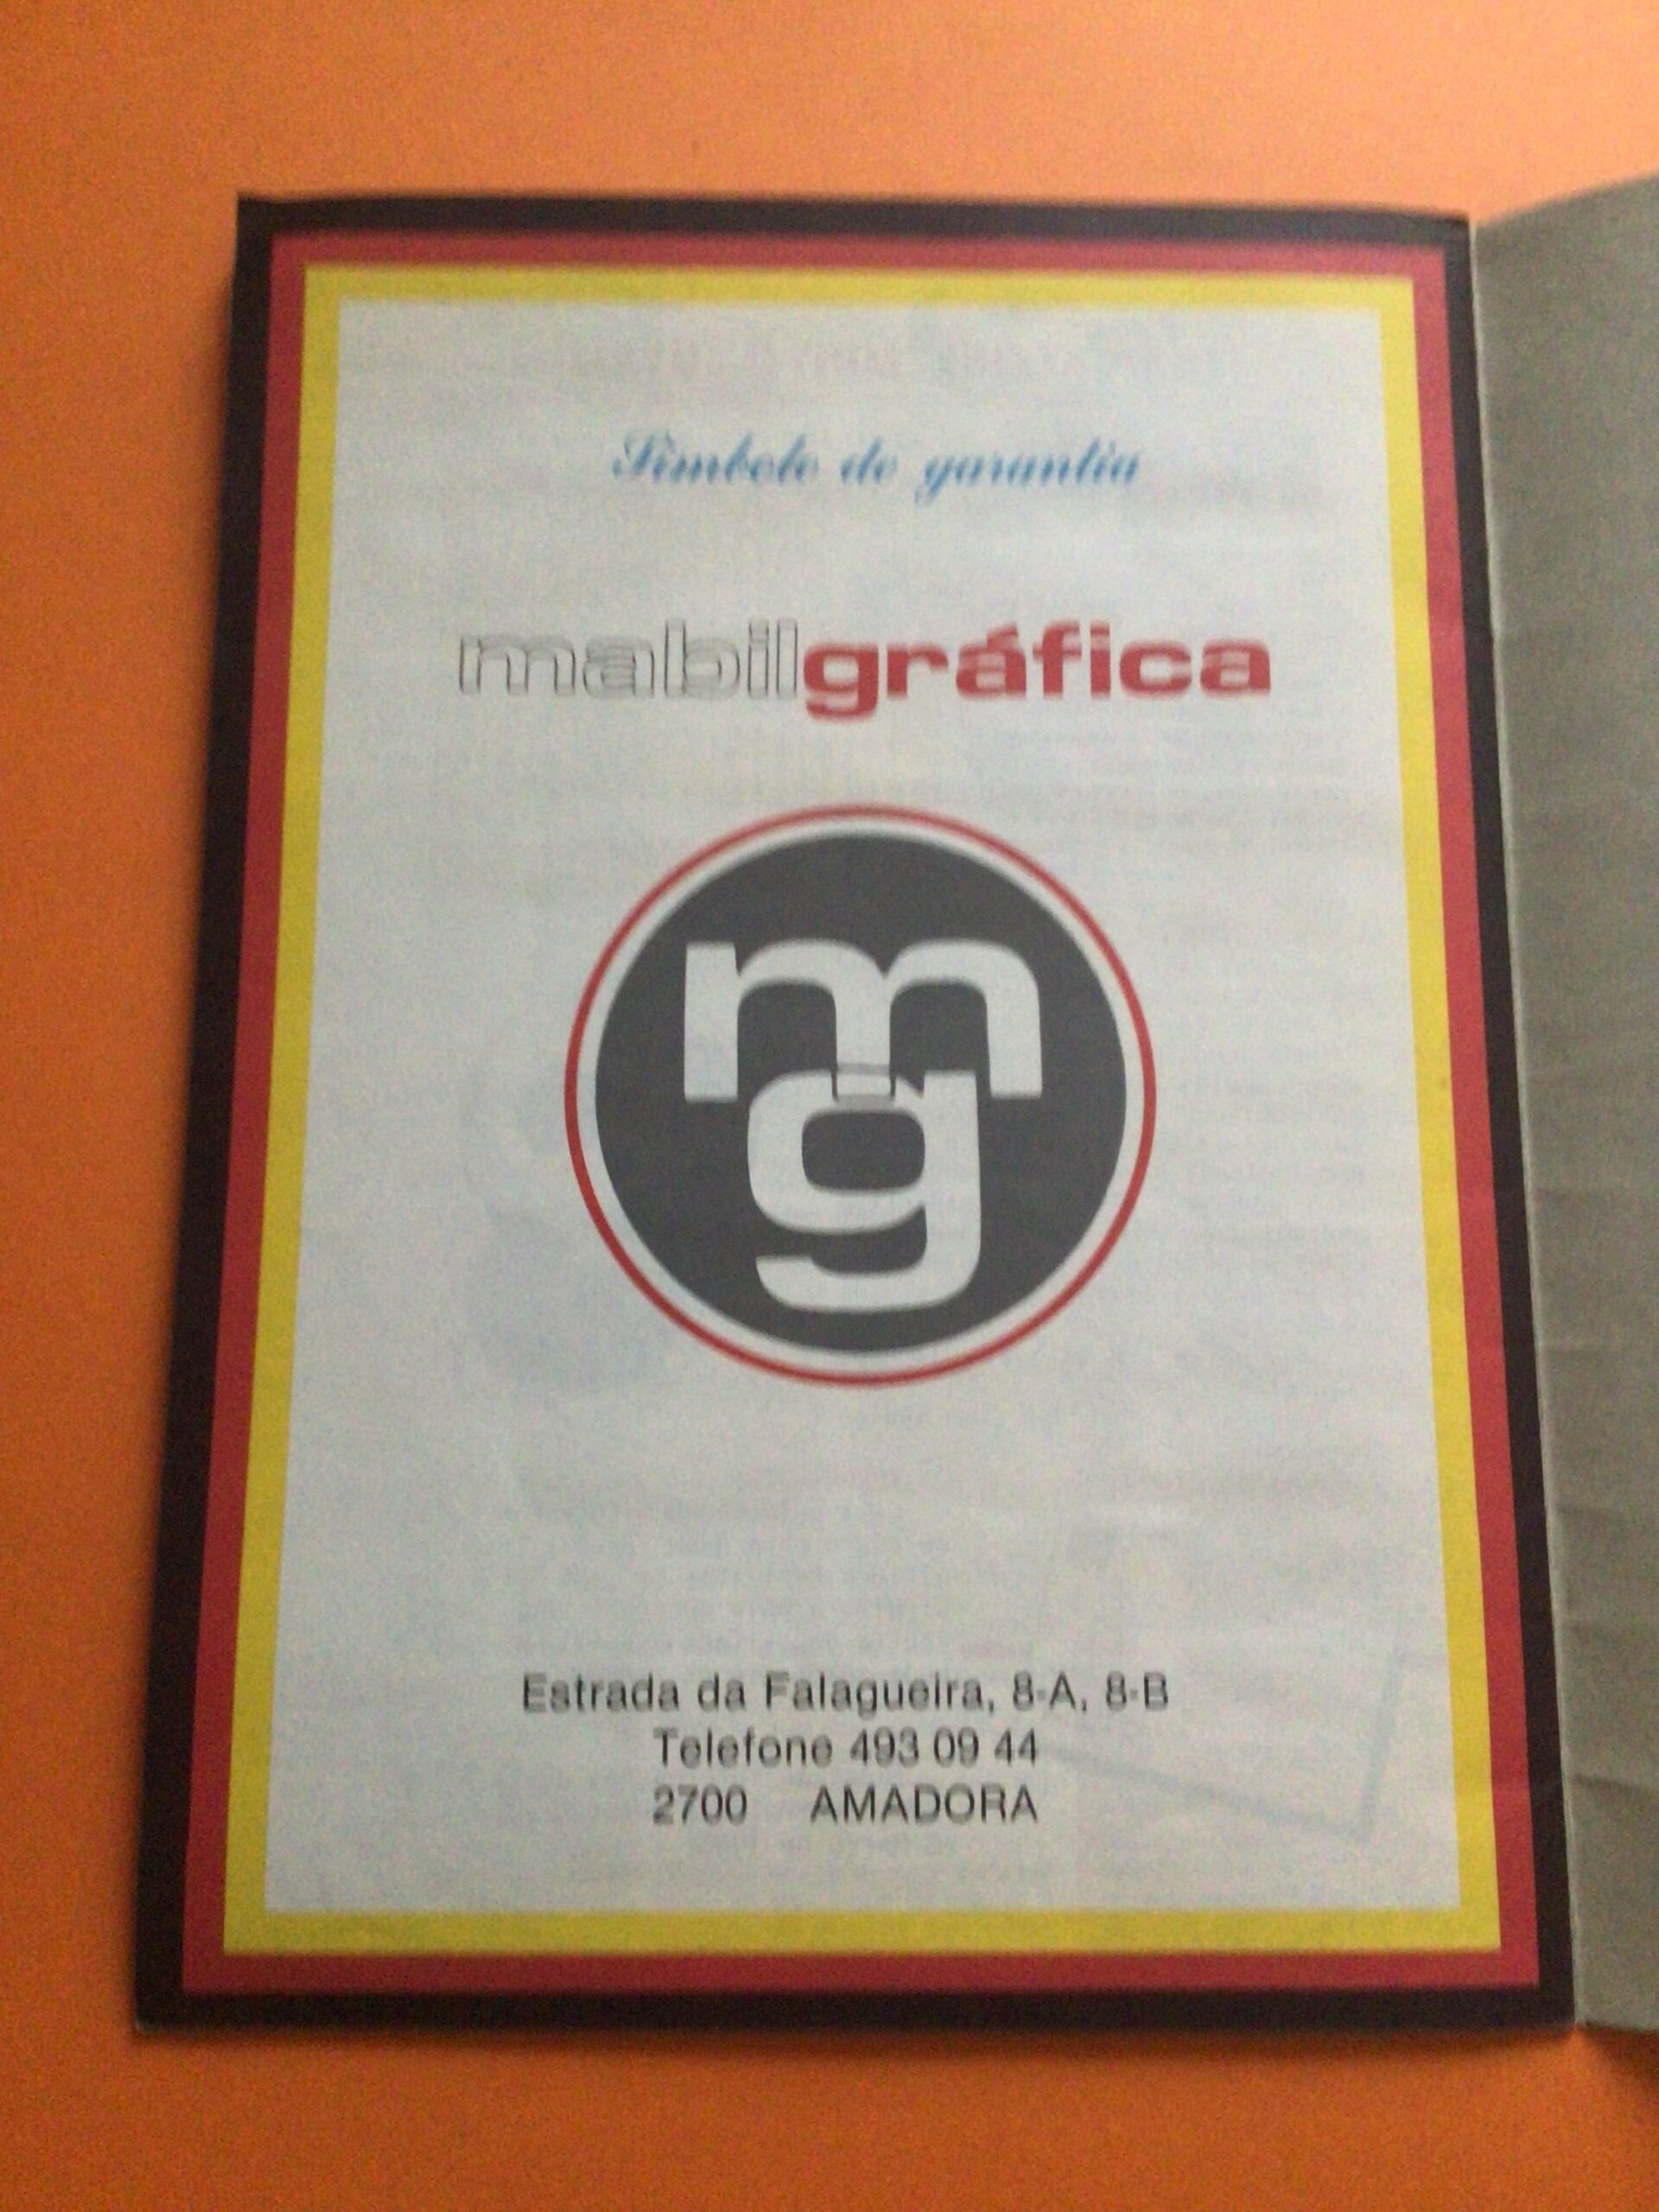 Símbolo de garantia
mabilgráfica
mg
Estrada da Falagueira, 8-A, 8-B
Telefone 493 09 44
2700 AMADORA